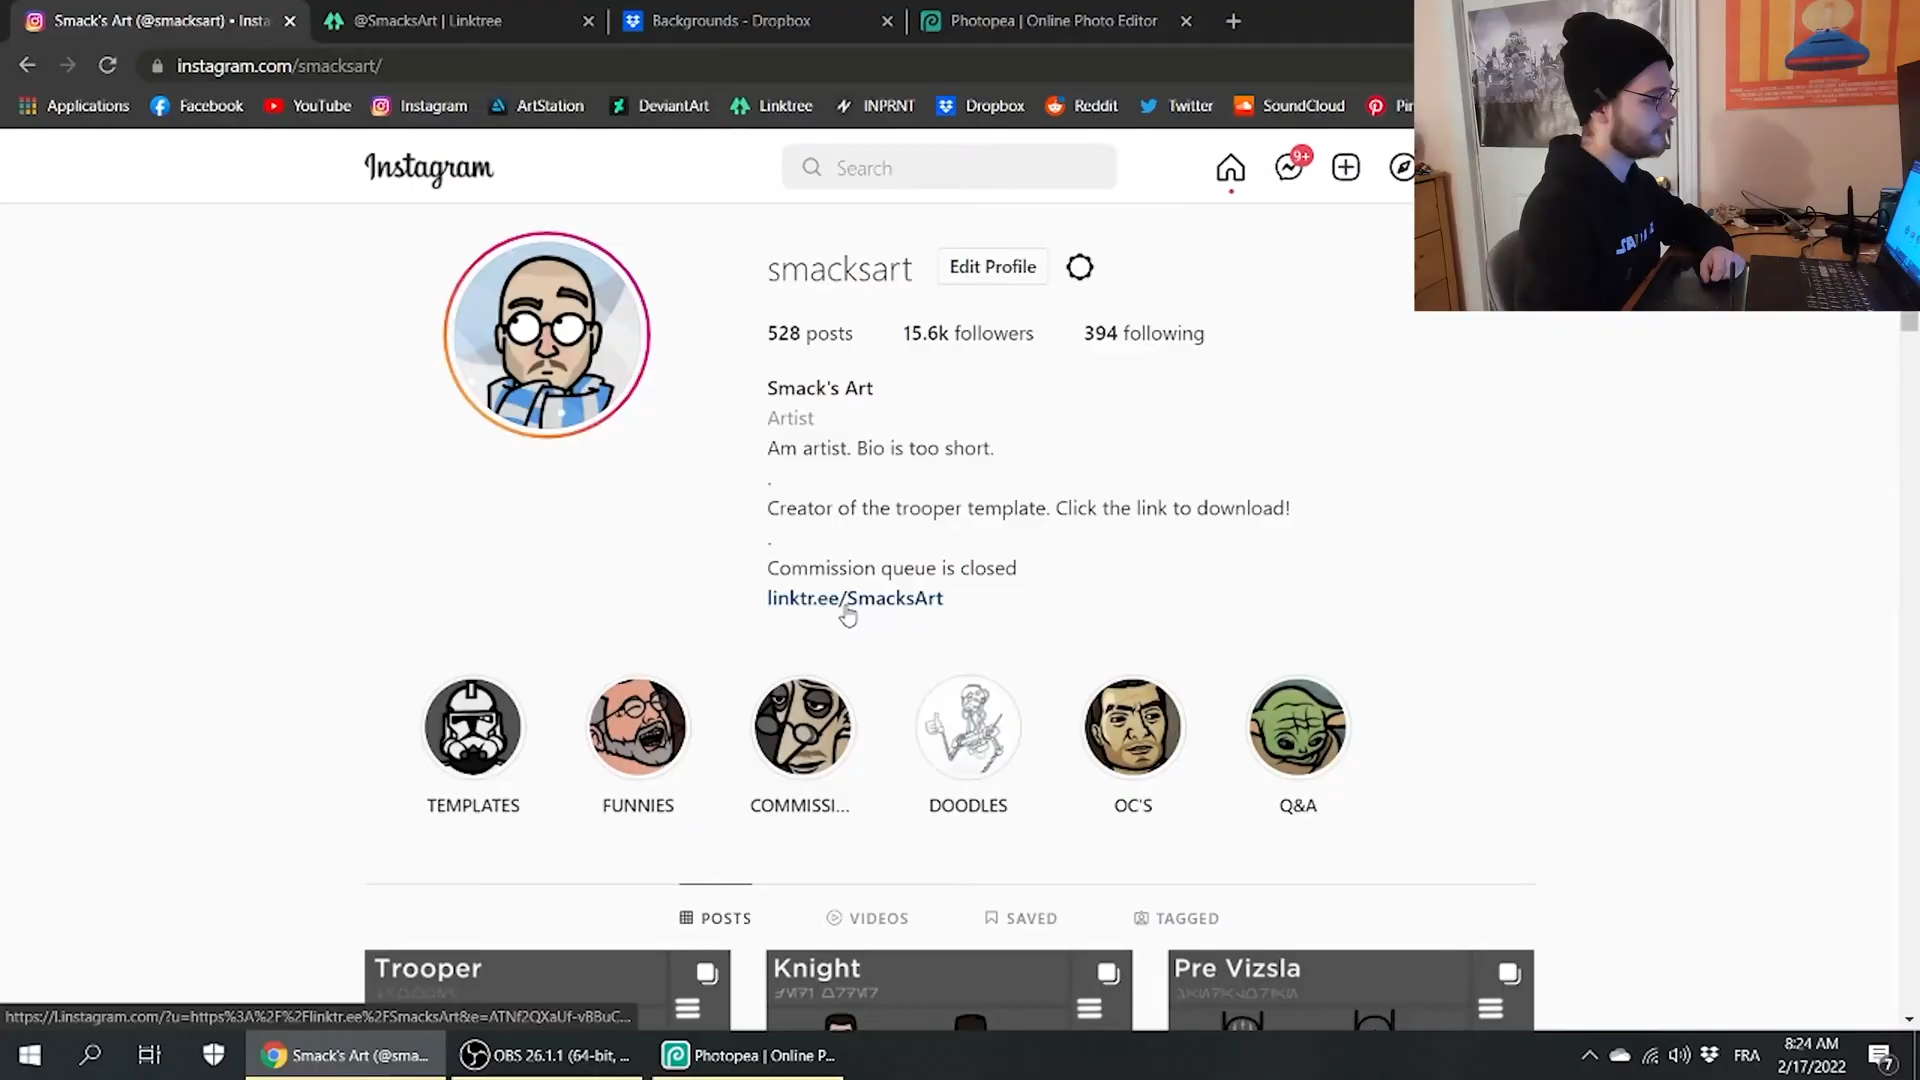 Smack's Art (@smacksart) • Insta
@SmacksArt | Linktree
Backgrounds - Dropbox
Photopea | Online Photo Editor
instagram.com/smacksart/
Applications
Facebook
YouTube
Instagram
ArtStation
DeviantArt
Linktree
INPRNT
Dropbox
Reddit
Twitter
SoundCloud
Instagram
Search
9+
smacksart
Edit Profile
528 posts
15.6k followers
394 following
Smack's Art
Artist
Am artist. Bio is too short.
.
Creator of the trooper template. Click the link to download!
.
Commission queue is closed
linktr.ee/SmacksArt
TEMPLATES
FUNNIES
COMMISSI...
DOODLES
OC'S
Q&A
POSTS
VIDEOS
SAVED
TAGGED
Trooper
Knight
Pre Vizsla
Smack's Art (@sma...
OBS 26.1.1 (64-bit, ...
Photopea | Online P...
FRA
8:24 AM
2/17/2022
7